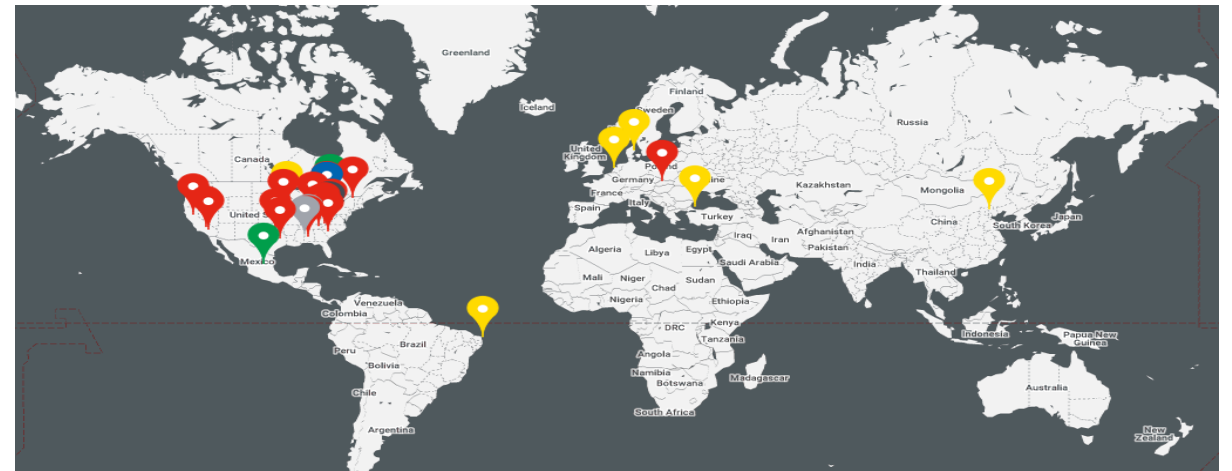 Greenland
Iceland
Finland
Sweden
Russia
Canada
United
Kingdom
Germany
France
Spain
Italy
Turkey
Kazakhstan
Mongolia
China
Japan
South Korea
Mexico
Algeria
Libya
Egypt
Iraq
Iran
Afghanistan
Pakistan
Saudi Arabia
India
Thailand
Mali
Niger
Chad
Sudan
Nigeria
Ethiopia
Venezuela
Colombia
DRC
Kenya
Tanzania
Indonesia
Papua New
Guinea
Peru
Brazil
Bolivia
Angola
Namibia
Botswana
Madagascar
Chile
Australia
South Africa
Argentina
New
Zealand